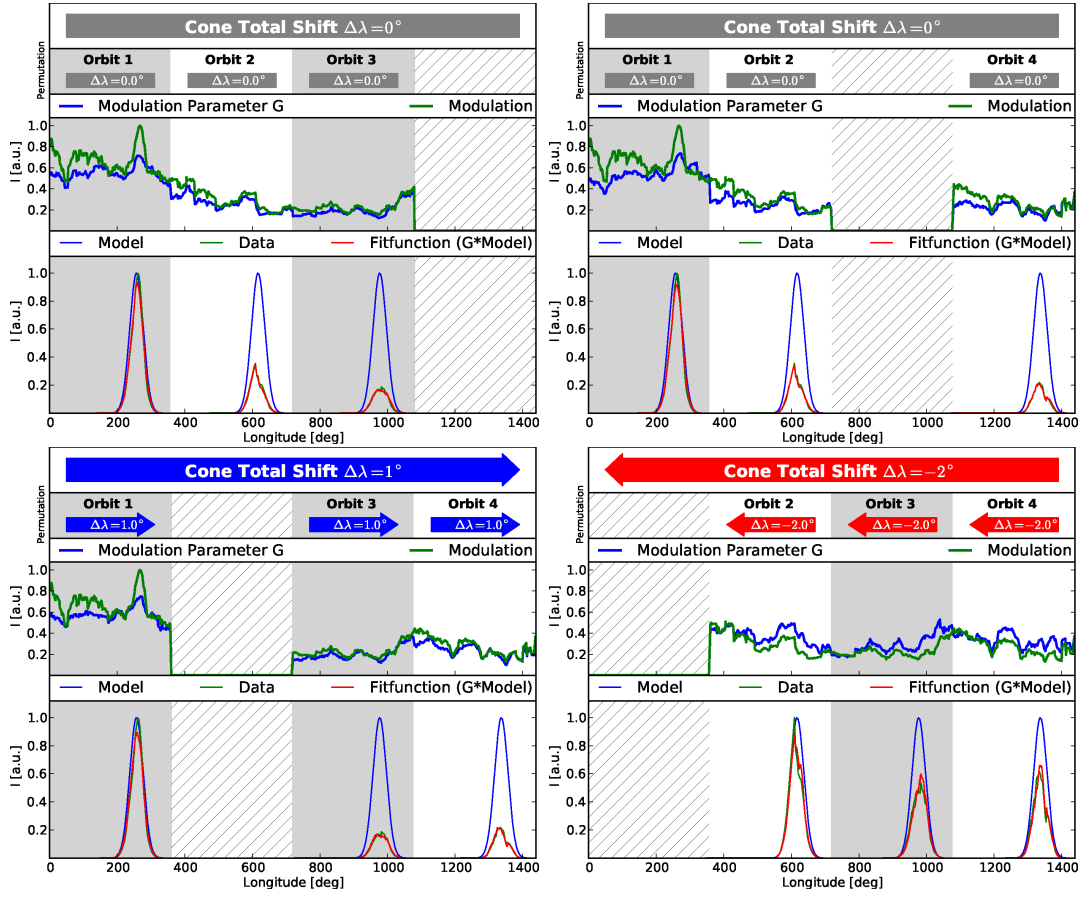 Cone Total Shift Δλ=0°
Permutation
Orbit 1
Orbit 2
Orbit 3
Δλ=0.0°
Δλ=0.0°
Δλ=0.0°
Modulation Parameter G
Modulation
I [a.u.]
1.0
0.8
0.6
0.4
0.2
Model
Data
Fitfunction (G*Model)
I [a.u.]
1.0
0.8
0.6
0.4
0.2
0 200 400 600 800 1000 1200 1400
Longitude [deg]
Cone Total Shift Δλ=0°
Permutation
Orbit 1
Orbit 2
Orbit 4
Δλ=0.0°
Δλ=0.0°
Δλ=0.0°
Modulation Parameter G
Modulation
I [a.u.]
1.0
0.8
0.6
0.4
0.2
Model
Data
Fitfunction (G*Model)
I [a.u.]
1.0
0.8
0.6
0.4
0.2
0 200 400 600 800 1000 1200 1400
Longitude [deg]
Cone Total Shift Δλ=1°
Permutation
Orbit 1
Orbit 3
Orbit 4
Δλ=1.0°
Δλ=1.0°
Δλ=1.0°
Modulation Parameter G
Modulation
I [a.u.]
1.0
0.8
0.6
0.4
0.2
Model
Data
Fitfunction (G*Model)
I [a.u.]
1.0
0.8
0.6
0.4
0.2
0 200 400 600 800 1000 1200 1400
Longitude [deg]
Cone Total Shift Δλ=−2°
Permutation
Orbit 2
Orbit 3
Orbit 4
Δλ=−2.0°
Δλ=−2.0°
Δλ=−2.0°
Modulation Parameter G
Modulation
I [a.u.]
1.0
0.8
0.6
0.4
0.2
Model
Data
Fitfunction (G*Model)
I [a.u.]
1.0
0.8
0.6
0.4
0.2
0 200 400 600 800 1000 1200 1400
Longitude [deg]